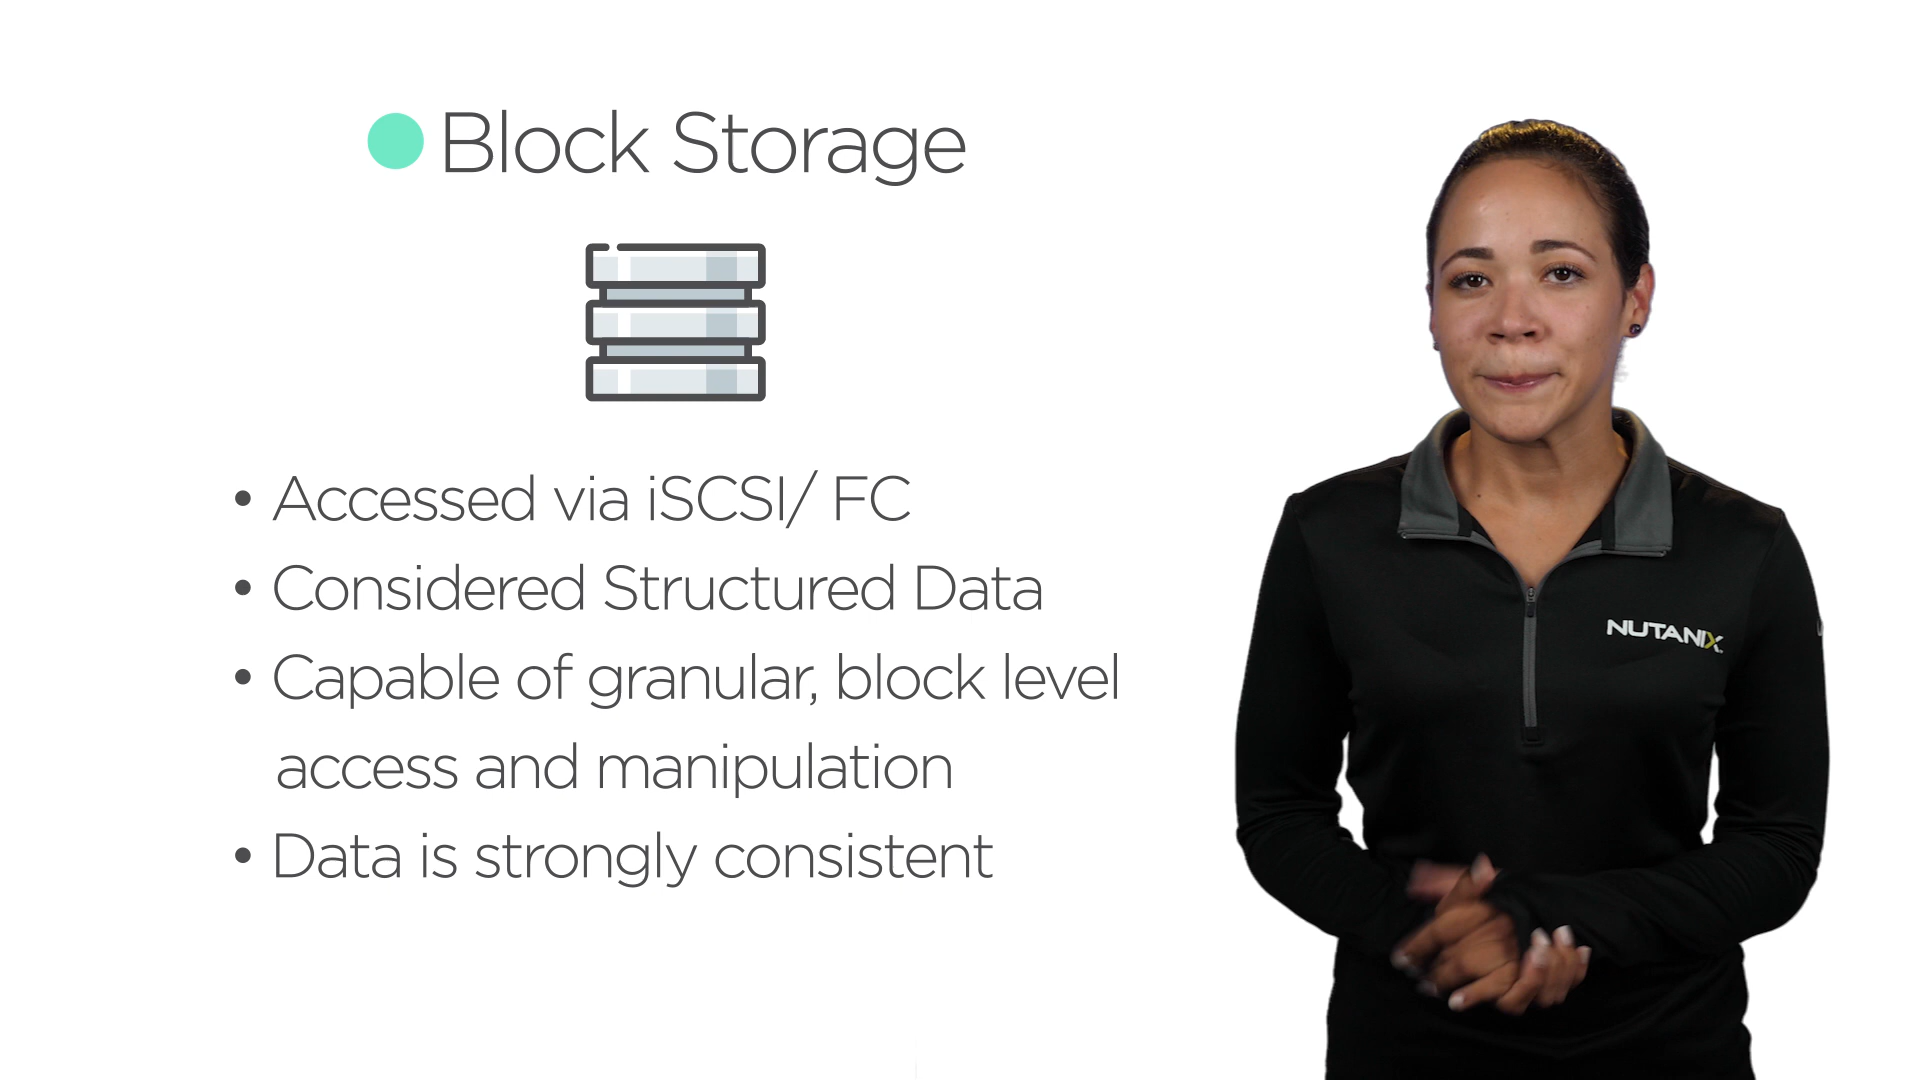 Block Storage
• Accessed via iSCSI/ FC
• Considered Structured Data
• Capable of granular, block level
access and manipulation
• Data is strongly consistent
NUTANIX